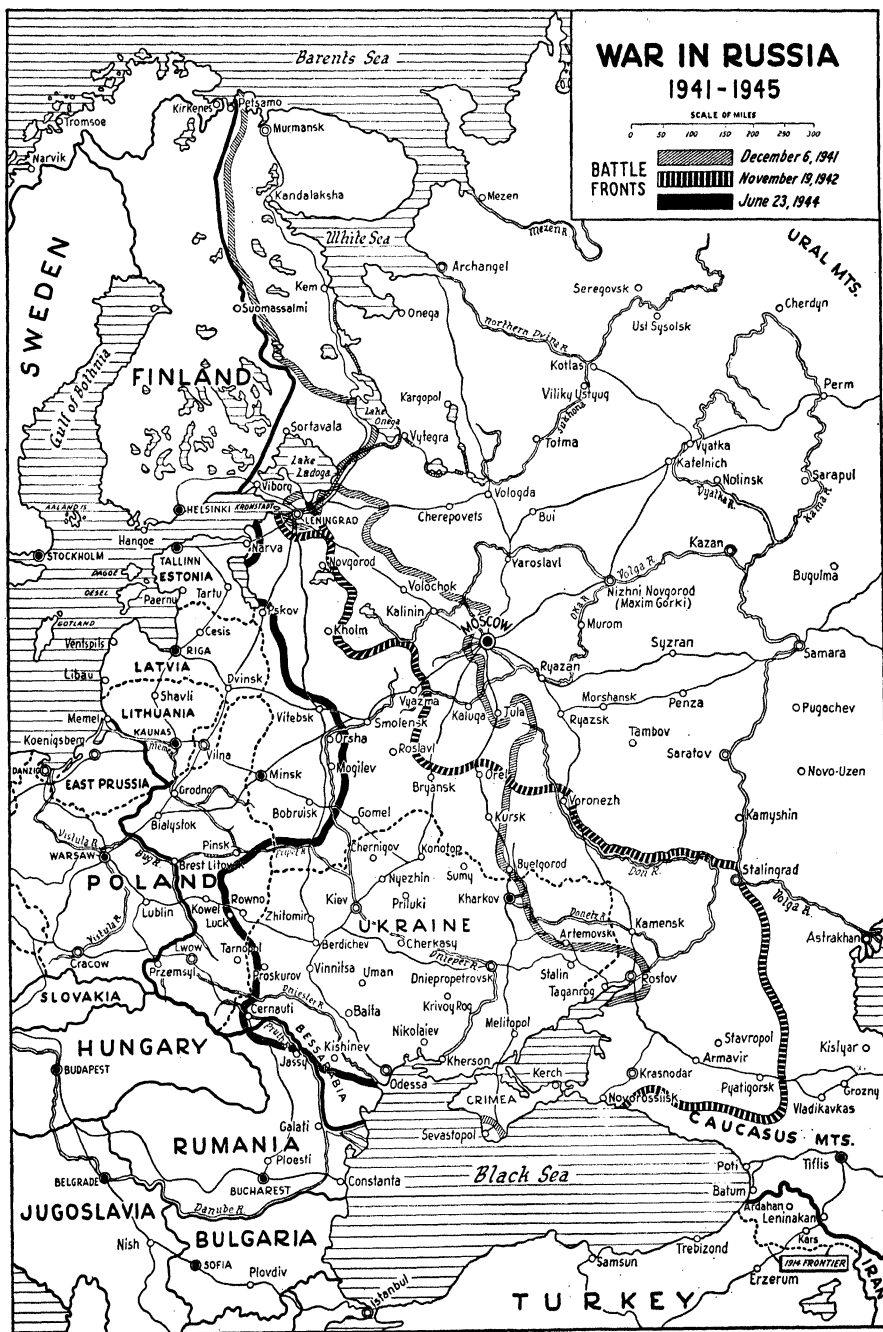 Barents Sea
WAR IN RUSSIA
1941-1945
SCALE OF MILES
0 50 100 150 200 250 300
BATTLE FRONTS
December 6, 1941
November 19, 1942
June 23, 1944
Kirkenes
Petsamo
Tromsoe
Murmansk
Narvik
Kandalaksha
Mezen
Mezen R.
White Sea
URAL MTS.
Archangel
SWEDEN
Kem
Seregovsk
Cherdyn
Suomassalmi
Onega
Ust Sysolsk
Northern Dvina R.
Gulf of Bothnia
FINLAND
Kotlas
Viliky Ustyug
Perm
Kargopol
Sukhona
Lake Onega
Sortavala
Vytegra
Totma
Vyatka
Katelnich
Lake Ladoga
Nolinsk
Sarapul
Viborg
Vologda
Vyatka R.
Kama R.
AALAND IS.
HELSINKI
KRONSTADT
LENINGRAD
Cherepovets
Bui
Hangoe
STOCKHOLM
TALLINN
Narva
Yaroslavl
Kazan
Volga R.
DAGOE
ESTONIA
Novgorod
Bugulma
OESEL
Paernu
Tartu
Volochok
Nizhni Novgorod
(Maxim Gorki)
Pskov
Kalinin
Oka R.
GOTLAND
Cesis
Kholm
MOSCOW
Murom
Ventspils
RIGA
Syzran
Samara
LATVIA
Ryazan
Libau
Dvinsk
Shavli
Vyazma
Morshansk
Penza
LITHUANIA
Vitebsk
Smolensk
Kaluga
Tula
Ryazsk
Pugachev
Memel
KAUNAS
Orsha
Tambov
Koenigsberg
Memel
Vilna
Roslavl
Saratov
DANZIG
Mogilev
Novo-Uzen
EAST PRUSSIA
Minsk
Bryansk
Orel
Grodno
Voronezh
Bobruisk
Gomel
Kamyshin
Bialystok
Kursk
Vistula R.
Pinsk
Pripet R.
Chernigov
Konotop
WARSAW
Bug R.
Brest Litowsk
Byelgorod
Don R.
Stalingrad
POLAND
Nyezhin
Sumy
Volga R.
Kowel
Rowno
Kiev
Priluki
Kharkov
Lublin
Luck
Zhitomir
Donetz R.
Kamensk
UKRAINE
Artemovsk
Astrakhan
Vistula R.
Lwow
Berdichev
Cherkasy
Cracow
Tarnopol
Dnieper R.
Przemysl
Proskurov
Vinnitsa
Stalin
Rostov
Uman
Dniepropetrovsk
Taganrog
SLOVAKIA
Dniester R.
Cernauti
Balta
Krivoy Rog
Pruth
BESSARABIA
Nikolaiev
Melitopol
Stavropol
HUNGARY
Kishinev
Kislyar
Jassy
Armavir
BUDAPEST
Kherson
Kerch
Krasnodar
Odessa
Pyatigorsk
Grozny
CRIMEA
Novorossiisk
Vladikavkas
Galati
Sevastopol
CAUCASUS MTS.
RUMANIA
Ploesti
Black Sea
Poti
Tiflis
BELGRADE
BUCHAREST
Constanta
Batum
Danube R.
Ardahan
JUGOSLAVIA
Leninakan
BULGARIA
Kars
Nish
Trebizond
1914 FRONTIER
SOFIA
Samsun
Erzerum
IRAN
Plovdiv
Istanbul
TURKEY